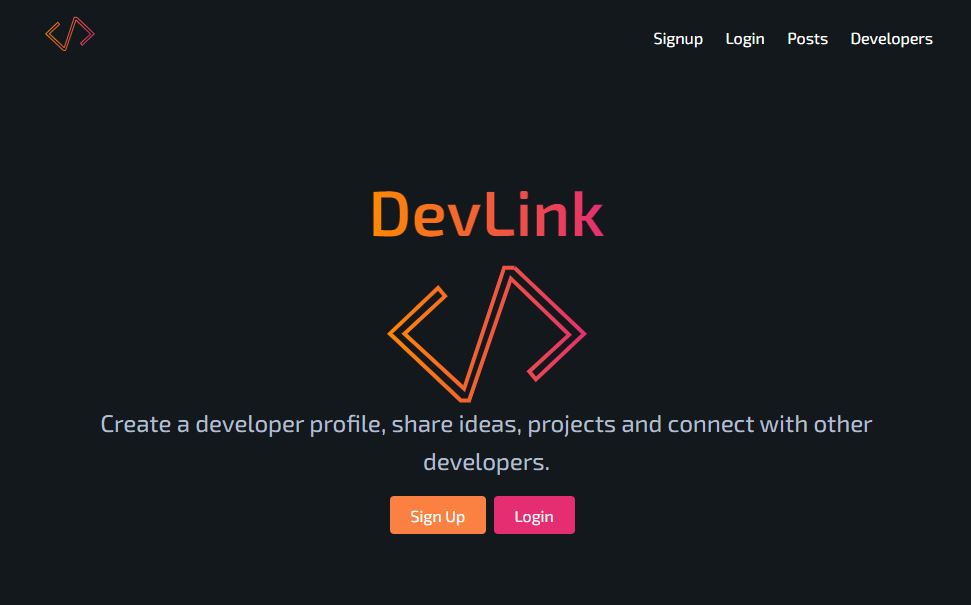 Signup Login Posts Developers
DevLink
Create a developer profile, share ideas, projects and connect with other
developers.
Sign Up Login